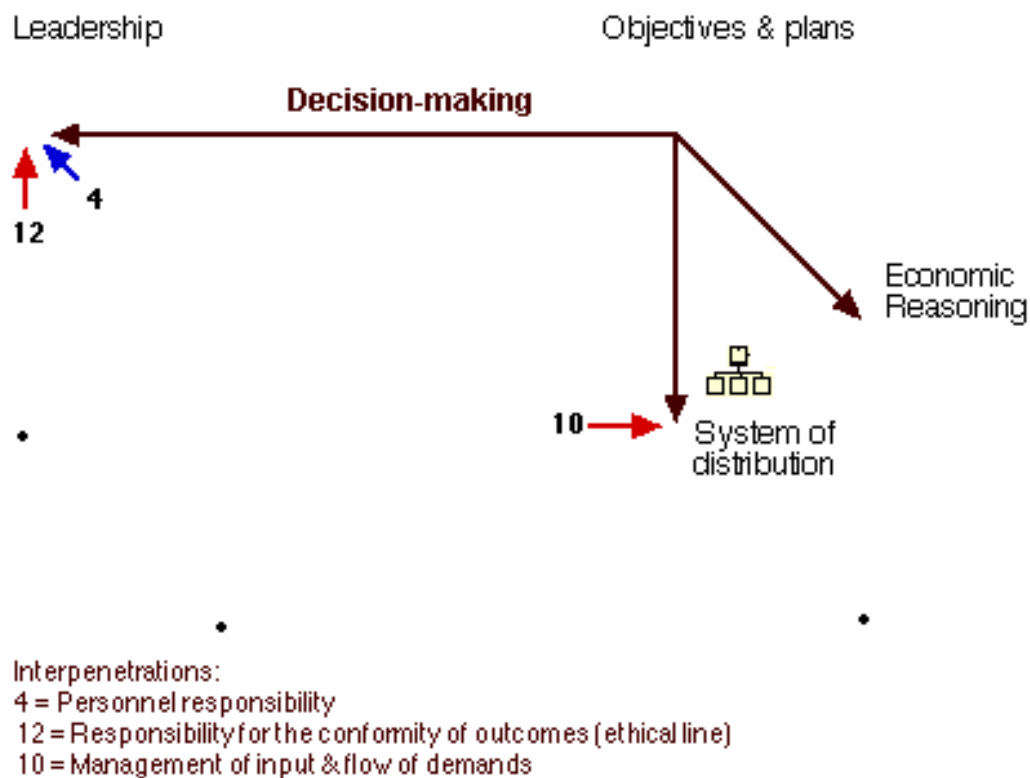 Leadership
Objectives & plans
Decision-making
4
12
Economic
Reasoning
10
System of
distribution
Interpenetrations:
4 = Personnel responsibility
12 = Responsibility for the conformity of outcomes (ethical line)
10 = Management of input & flow of demands